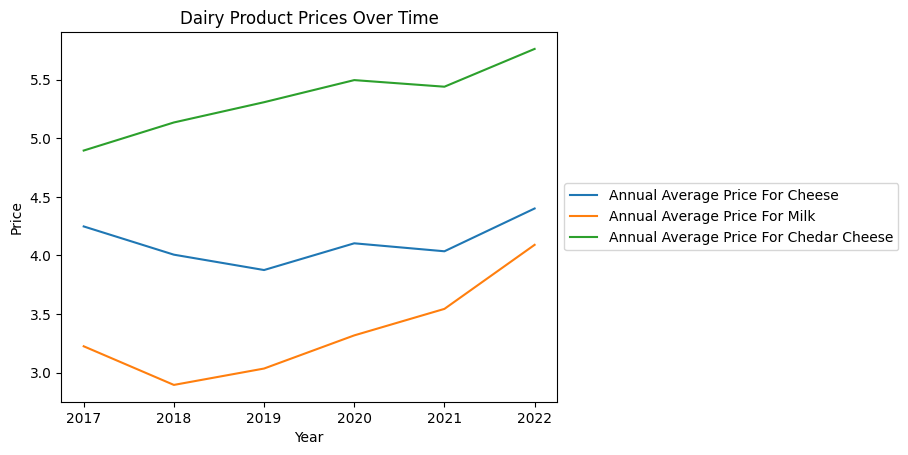 Dairy Product Prices Over Time
5.5
5.0
4.5
4.0
3.5
3.0
Price
2017 2018 2019 2020 2021 2022
Year
Annual Average Price For Cheese
Annual Average Price For Milk
Annual Average Price For Chedar Cheese